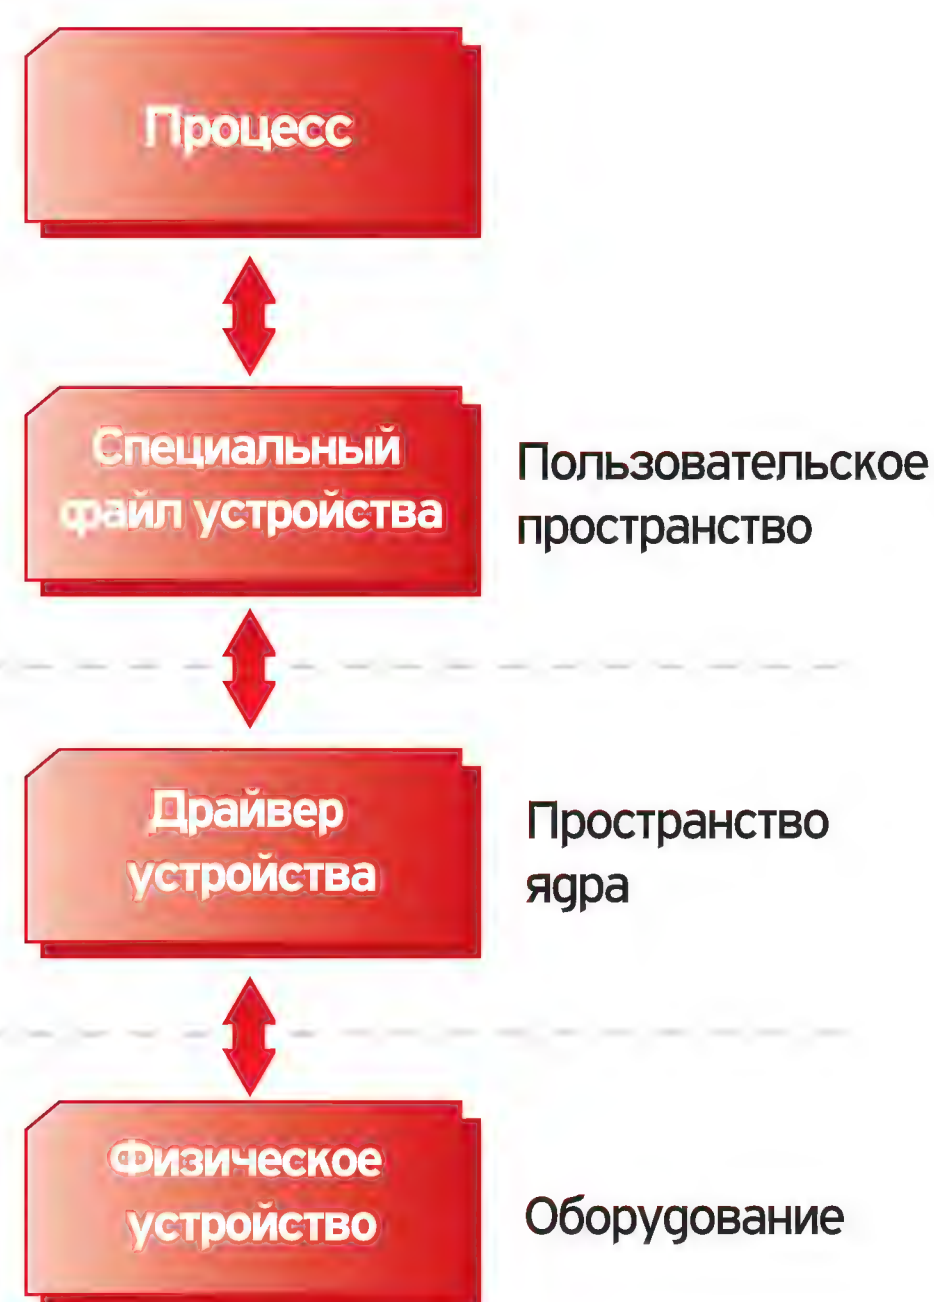 Процесс
Специальный
файл устройства
Пользовательское
пространство
Драйвер
устройства
Пространство
ядра
Физическое
устройство
Оборудование